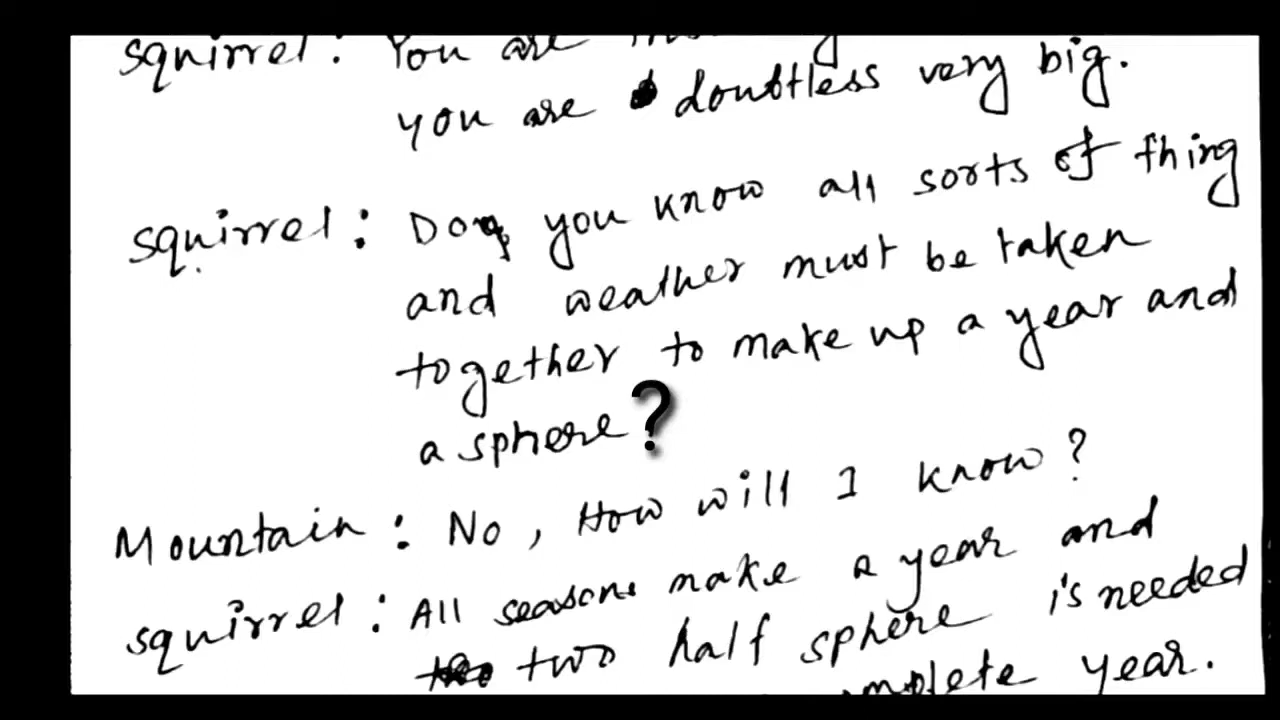 squirrel: You are
you are doubtless very big.
squirrel: Do you know all sorts of thing
and weather must be taken
together to make up a year and
a sphere?
Mountain: No, How will I know?
squirrel: All seasons make a year and
two half sphere is needed
year.